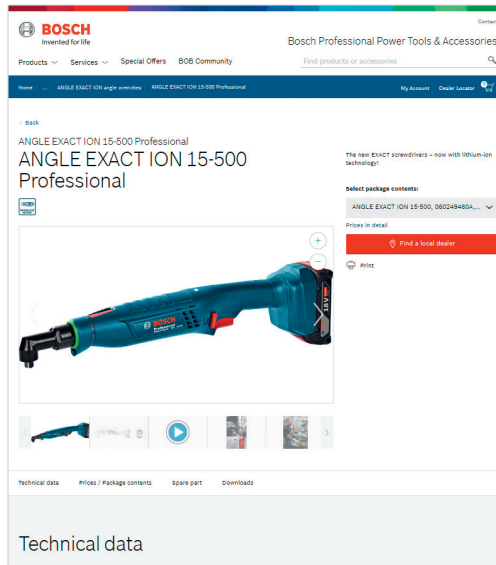 Contact
BOSCH
Invented for life
Bosch Professional Power Tools & Accessories
Products
Services
Special Offers
BOB Community
Find products or accessories
Home
...
ANGLE EXACT ION angle wrenches
ANGLE EXACT ION 15-500 Professional
My Account
Dealer Locator
Back
ANGLE EXACT ION 15-500 Professional
ANGLE EXACT ION 15-500
Professional
The new EXACT screwdrivers – now with lithium-ion
technology!
Select package contents:
ANGLE EXACT ION 15-500, 060249460A,...
Prices in detail
Find a local dealer
Print
BOSCH
Professional
18V
Technical data
Prices / Package contents
Spare part
Downloads
Technical data